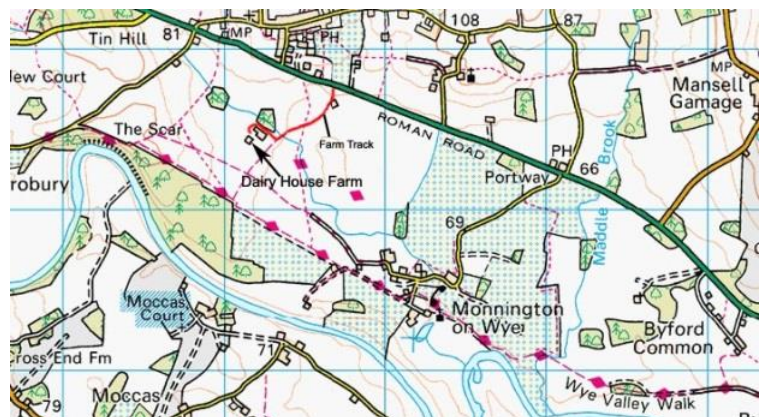 108
87
Tin Hill
81
MP
PH
MP
lew Court
Mansell
Gamage
The Scar
Farm Track
ROMAN ROAD
PH
66
Portway
Dairy House Farm
robury
Maddle Brook
69
Moccas
Court
Monnington
on Wye
Byford
Common
71
ross End Fm
Moccas
79
Wye Valley Walk